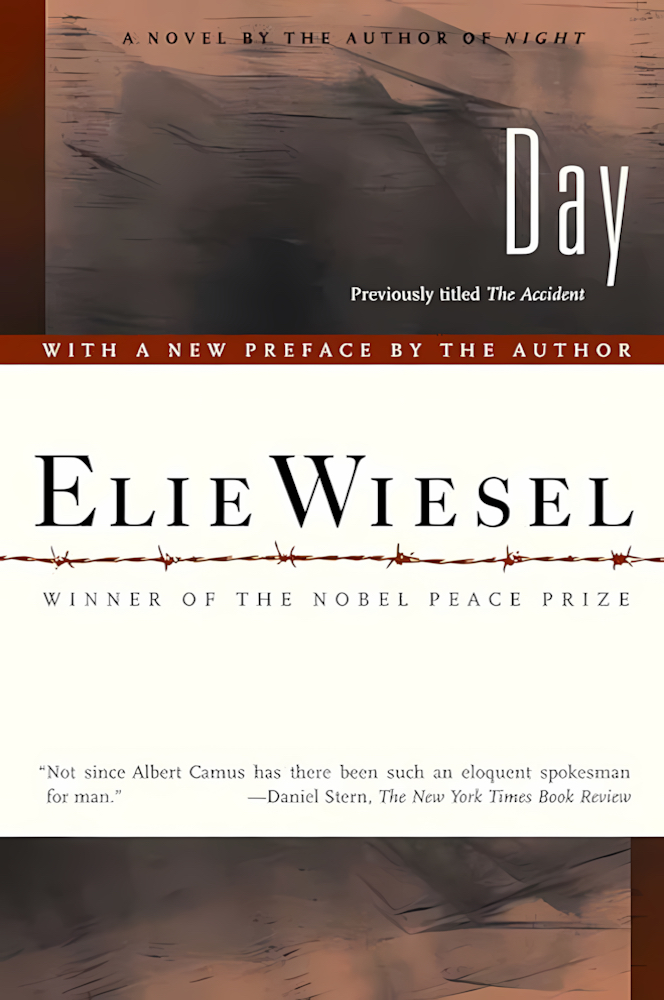 A NOVEL BY THE AUTHOR OF NIGHT
Day
Previously titled The Accident
WITH A NEW PREFACE BY THE AUTHOR
ELIE WIESEL
WINNER OF THE NOBEL PEACE PRIZE
“Not since Albert Camus has there been such an eloquent spokesman
for man.” —Daniel Stern, The New York Times Book Review